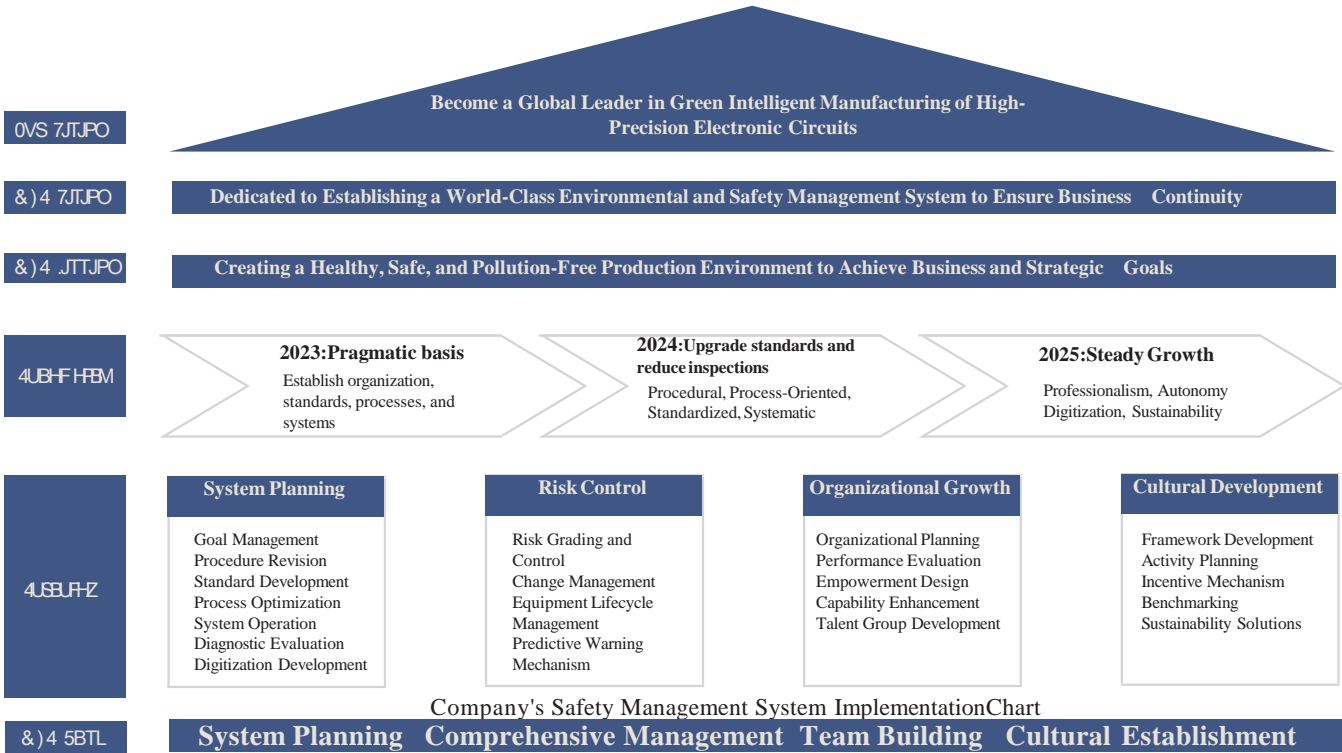 Become a Global Leader in Green Intelligent Manufacturing of High-
Precision Electronic Circuits
0VS 7JTJPO
&)4 7JTJPO
Dedicated to Establishing a World-Class Environmental and Safety Management System to Ensure Business Continuity
&)4 .JTTJPO
Creating a Healthy, Safe, and Pollution-Free Production Environment to Achieve Business and Strategic Goals
4UBHF HPBM
2023:Pragmatic basis
Establish organization,
standards, processes, and
systems
2024:Upgrade standards and
reduce inspections
Procedural, Process-Oriented,
Standardized, Systematic
2025:Steady Growth
Professionalism, Autonomy
Digitization, Sustainability
4USBUFHZ
System Planning
Goal Management
Procedure Revision
Standard Development
Process Optimization
System Operation
Diagnostic Evaluation
Digitization Development
Risk Control
Risk Grading and
Control
Change Management
Equipment Lifecycle
Management
Predictive Warning
Mechanism
Organizational Growth
Organizational Planning
Performance Evaluation
Empowerment Design
Capability Enhancement
Talent Group Development
Cultural Development
Framework Development
Activity Planning
Incentive Mechanism
Benchmarking
Sustainability Solutions
Company's Safety Management System ImplementationChart
&)4 5BTL
System Planning Comprehensive Management Team Building Cultural Establishment